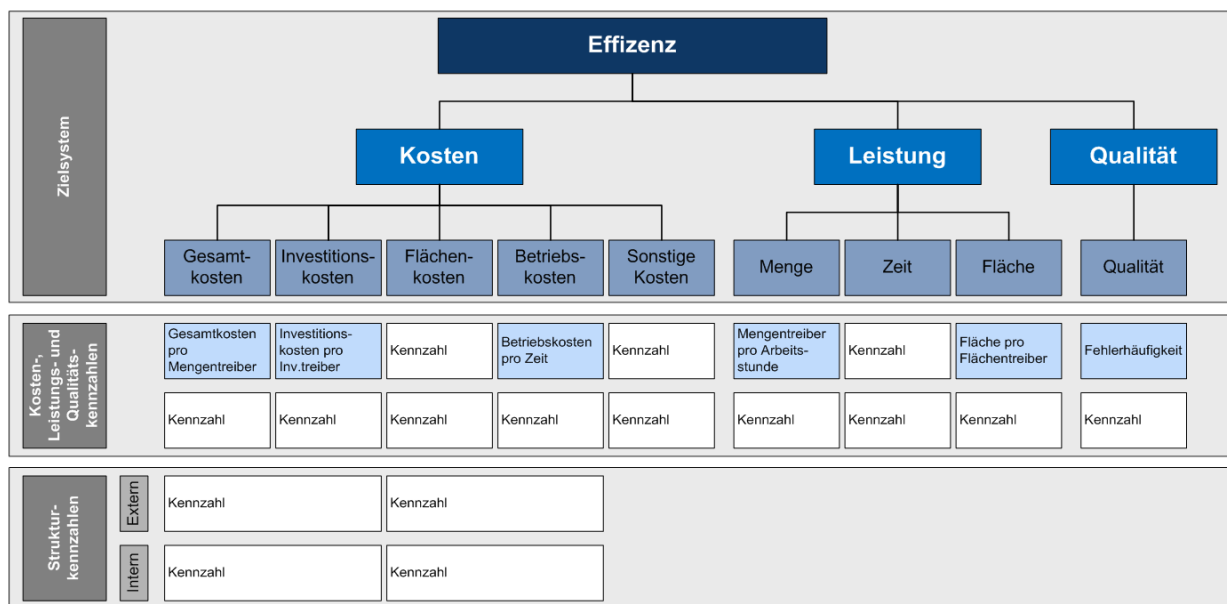 Effizenz
Zielsystem
Kosten
Leistung
Qualität
Gesamt-
kosten
Investitions-
kosten
Flächen-
kosten
Betriebs-
kosten
Sonstige
Kosten
Menge
Zeit
Fläche
Qualität
Kosten-,
Leistungs- und
Qualitäts-
kennzahlen
Gesamtkosten
pro
Mengentreiber
Investitions-
kosten pro
Inv.treiber
Kennzahl
Betriebskosten
pro Zeit
Kennzahl
Mengentreiber
pro Arbeits-
stunde
Kennzahl
Fläche pro
Flächentreiber
Fehlerhäufigkeit
Kennzahl
Kennzahl
Kennzahl
Kennzahl
Kennzahl
Kennzahl
Kennzahl
Kennzahl
Kennzahl
Struktur-
kennzahlen
Extern
Kennzahl
Kennzahl
Intern
Kennzahl
Kennzahl